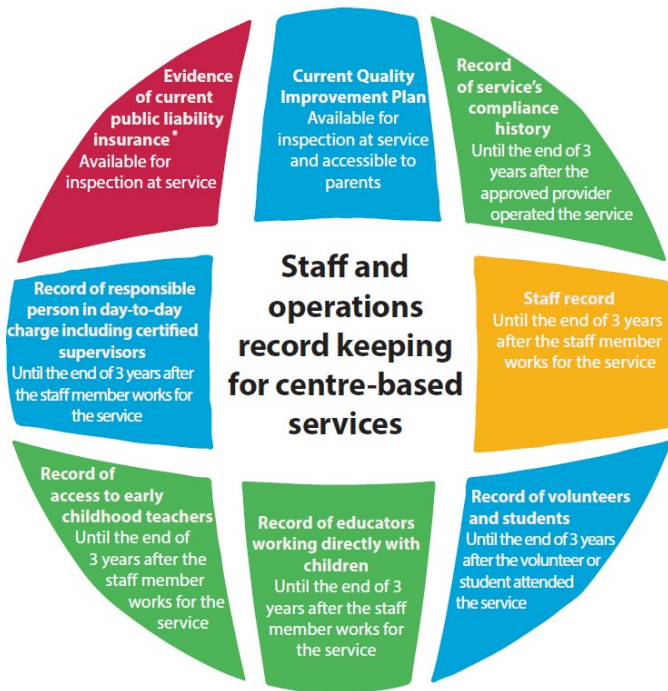 Evidence
of current
public liability
insurance*
Available for
inspection at service
Current Quality
Improvement Plan
Available for
inspection at service
and accessible to
parents
Record
of service's
compliance
history
Until the end of 3
years after the
approved provider
operated the service
Record of responsible
person in day-to-day
charge including certified
supervisors
Until the end of 3 years after
the staff member works for
the service
Staff and
operations
record keeping
for centre-based
services
Staff record
Until the end of 3 years
after the staff member
works for the service
Record of
access to early
childhood teachers
Until the end of
3 years after the
staff member
works for the
service
Record of educators
working directly with
children
Until the end of 3
years after the staff
member works for
the service
Record of volunteers
and students
Until the end of 3 years
after the volunteer or
student attended
the service